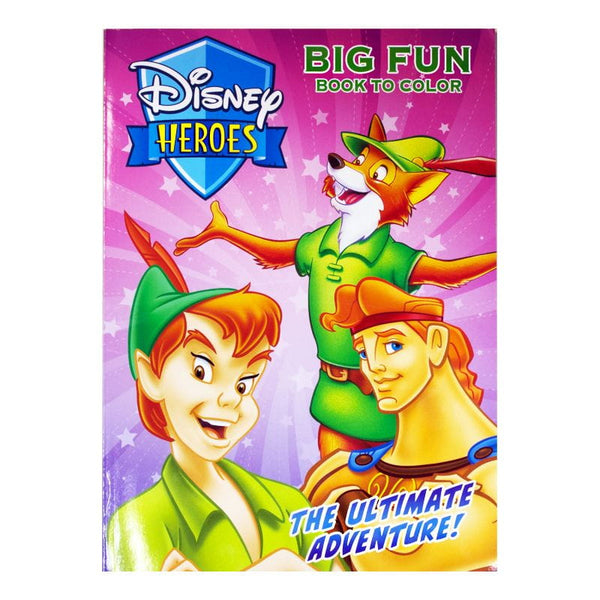 DISNEY
HEROES
BIG FUN
BOOK TO COLOR
THE ULTIMATE
ADVENTURE!